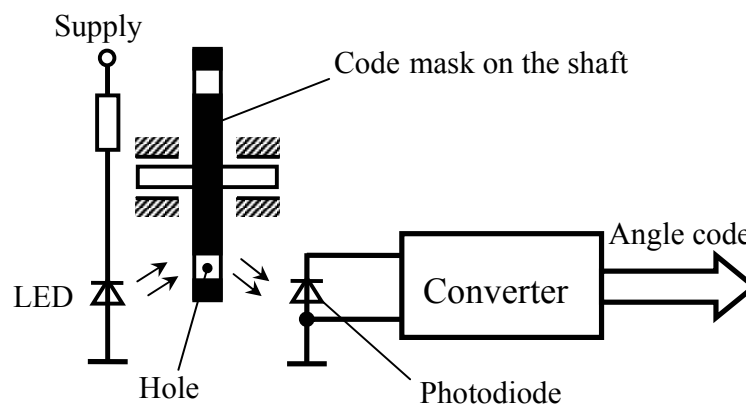 Supply
Code mask on the shaft
Angle code
LED
Converter
Hole
Photodiode